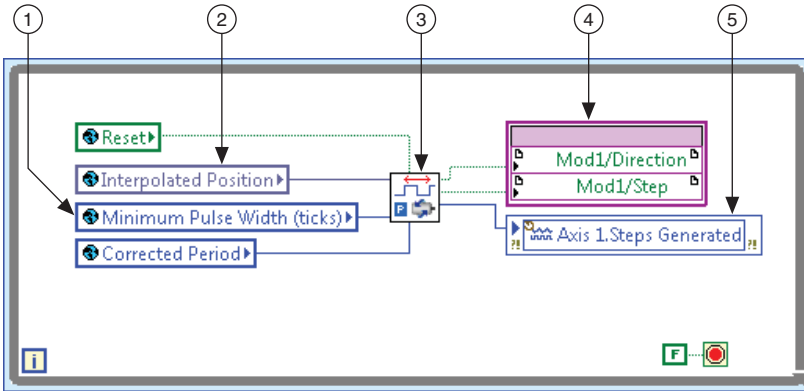 1 2 3 4 5
Reset
Interpolated Position
Minimum Pulse Width (ticks)
Corrected Period
P
Mod1/Direction
Mod1/Step
?! Axis 1.Steps Generated ?!
i
F